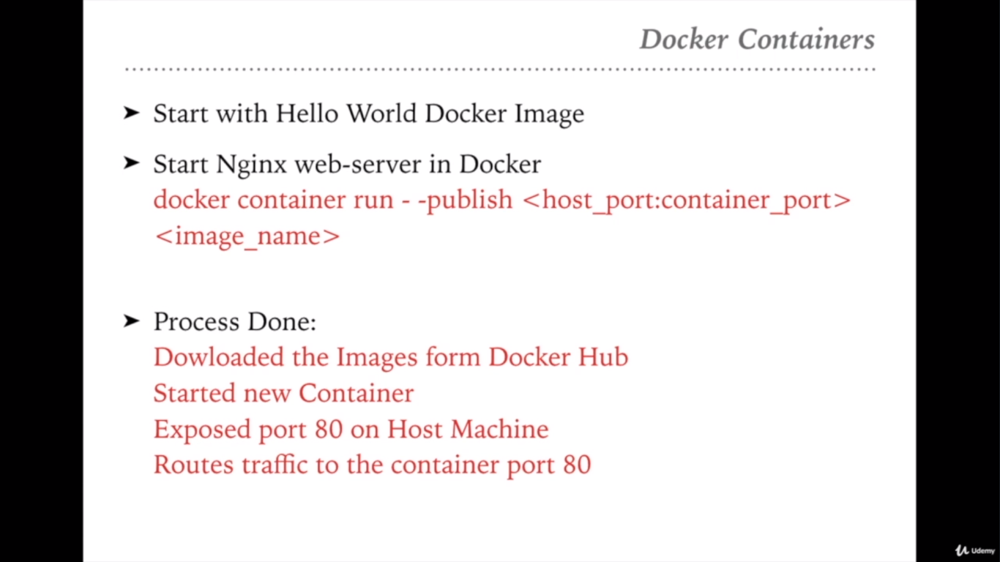 Docker Containers
➤ Start with Hello World Docker Image
➤ Start Nginx web-server in Docker
docker container run - -publish <host_port:container_port>
<image_name>
➤ Process Done:
Dowloaded the Images form Docker Hub
Started new Container
Exposed port 80 on Host Machine
Routes traffic to the container port 80
Udemy